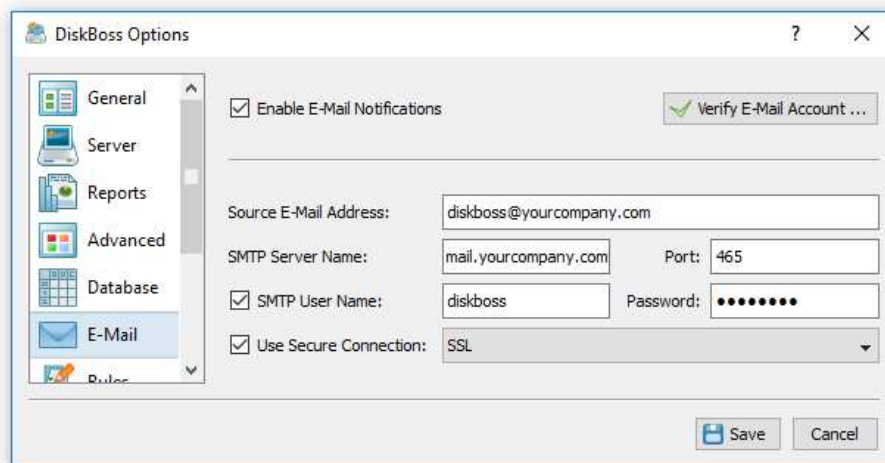 DiskBoss Options
?
General
Server
Reports
Advanced
Database
E-Mail
Rules
Enable E-Mail Notifications
Verify E-Mail Account ...
Source E-Mail Address: diskboss@yourcompany.com
SMTP Server Name: mail.yourcompany.com Port: 465
SMTP User Name: diskboss Password: ●●●●●●●●
Use Secure Connection: SSL
Save Cancel